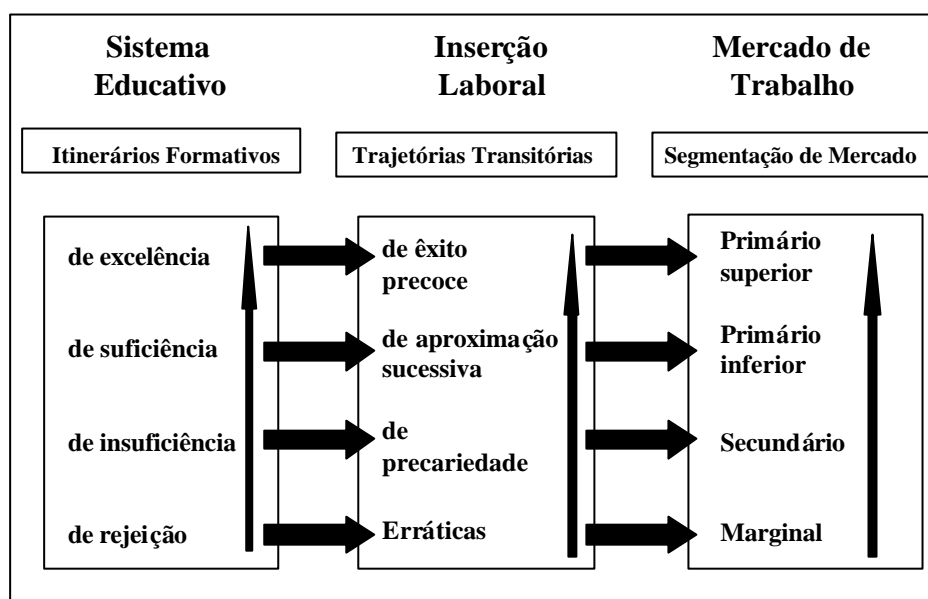 Sistema
Educativo
Inserção
Laboral
Mercado de
Trabalho
Itinerários Formativos
Trajetórias Transitórias
Segmentação de Mercado
de excelência
de êxito
precoce
Primário
superior
de suficiência
de aproximação
sucessiva
Primário
inferior
de insuficiência
de
precariedade
Secundário
de rejeição
Erráticas
Marginal